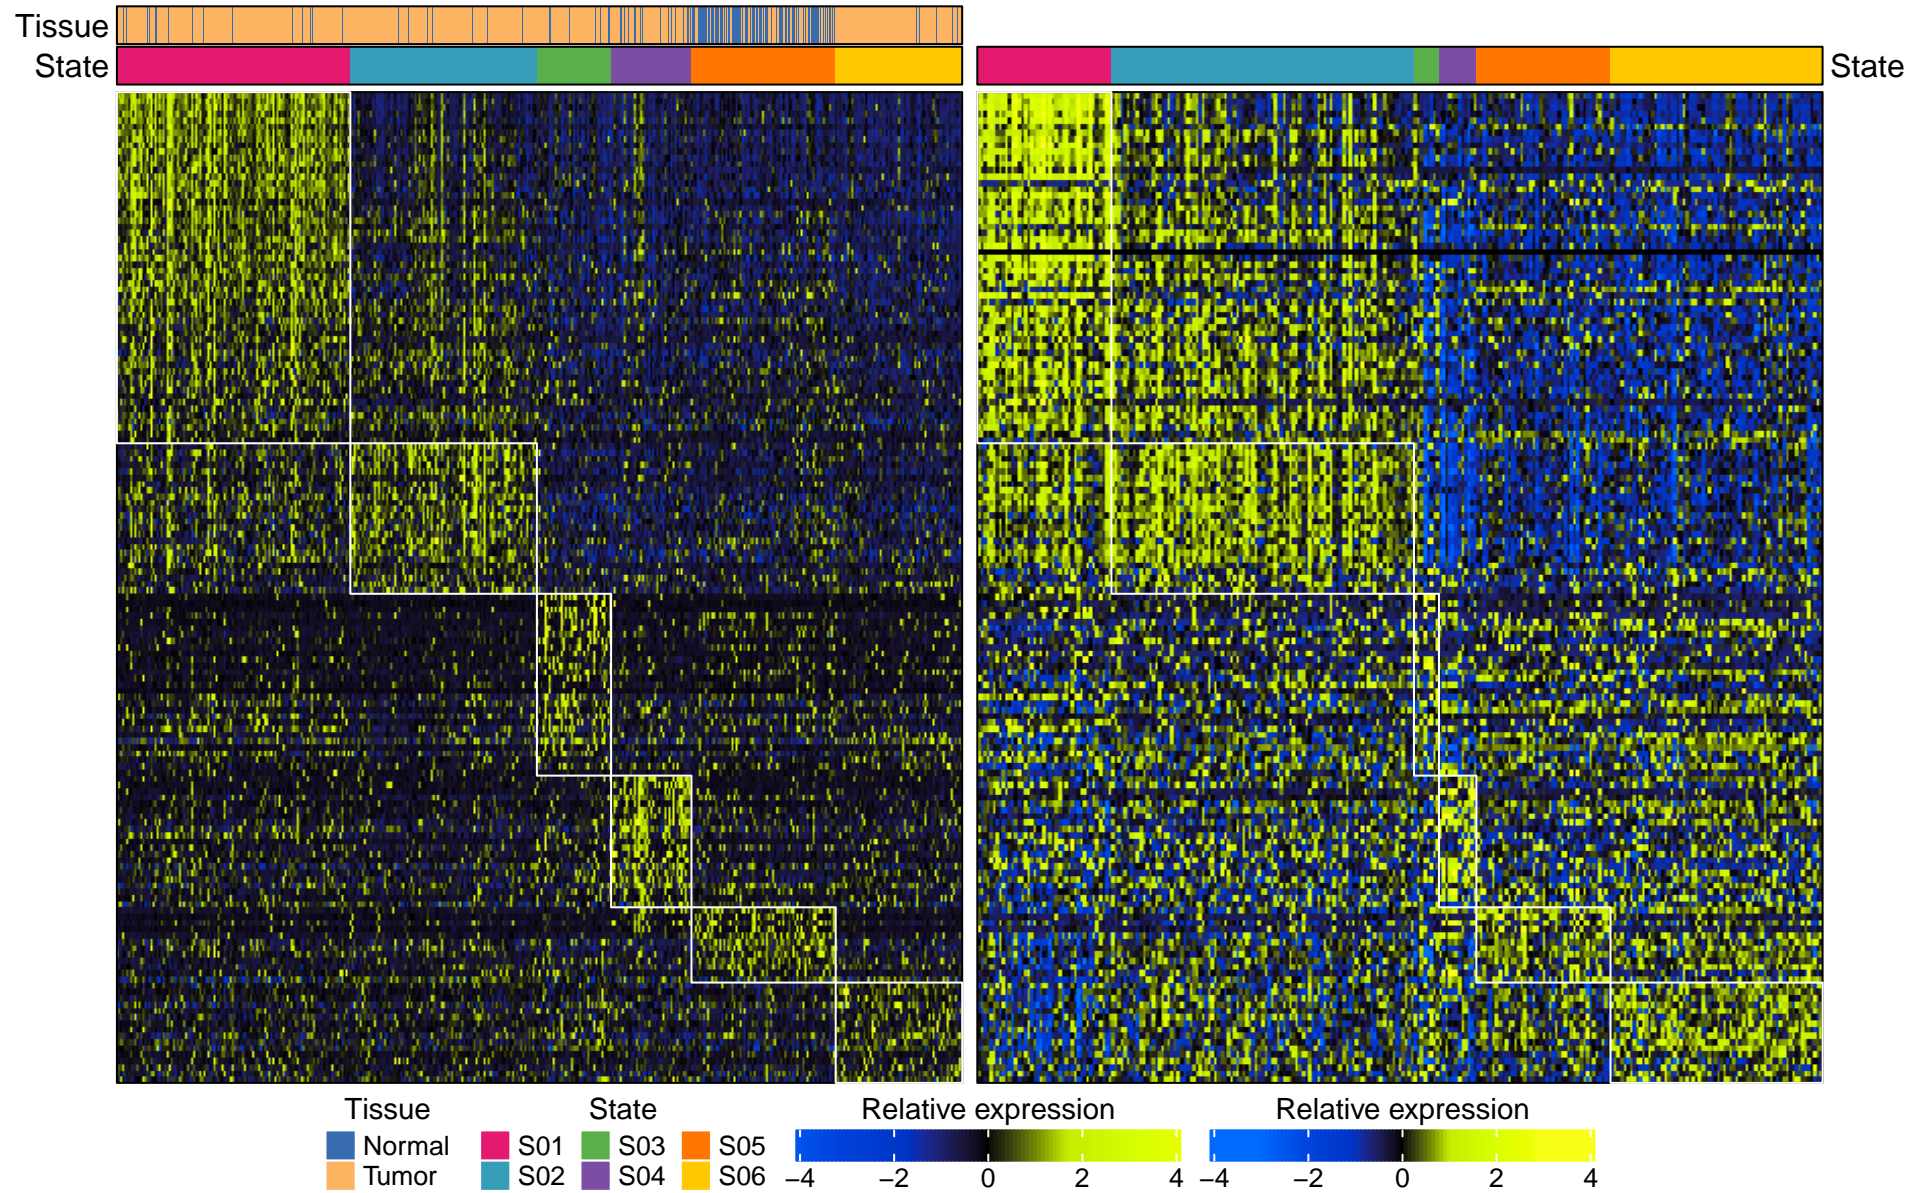 Tissue
State
State
Tissue
State
Relative expression
Relative expression
Normal
S01
S03
S05
Tumor
S02
S04
S06
−4
−2
0
2
4
−4
−2
0
2
4